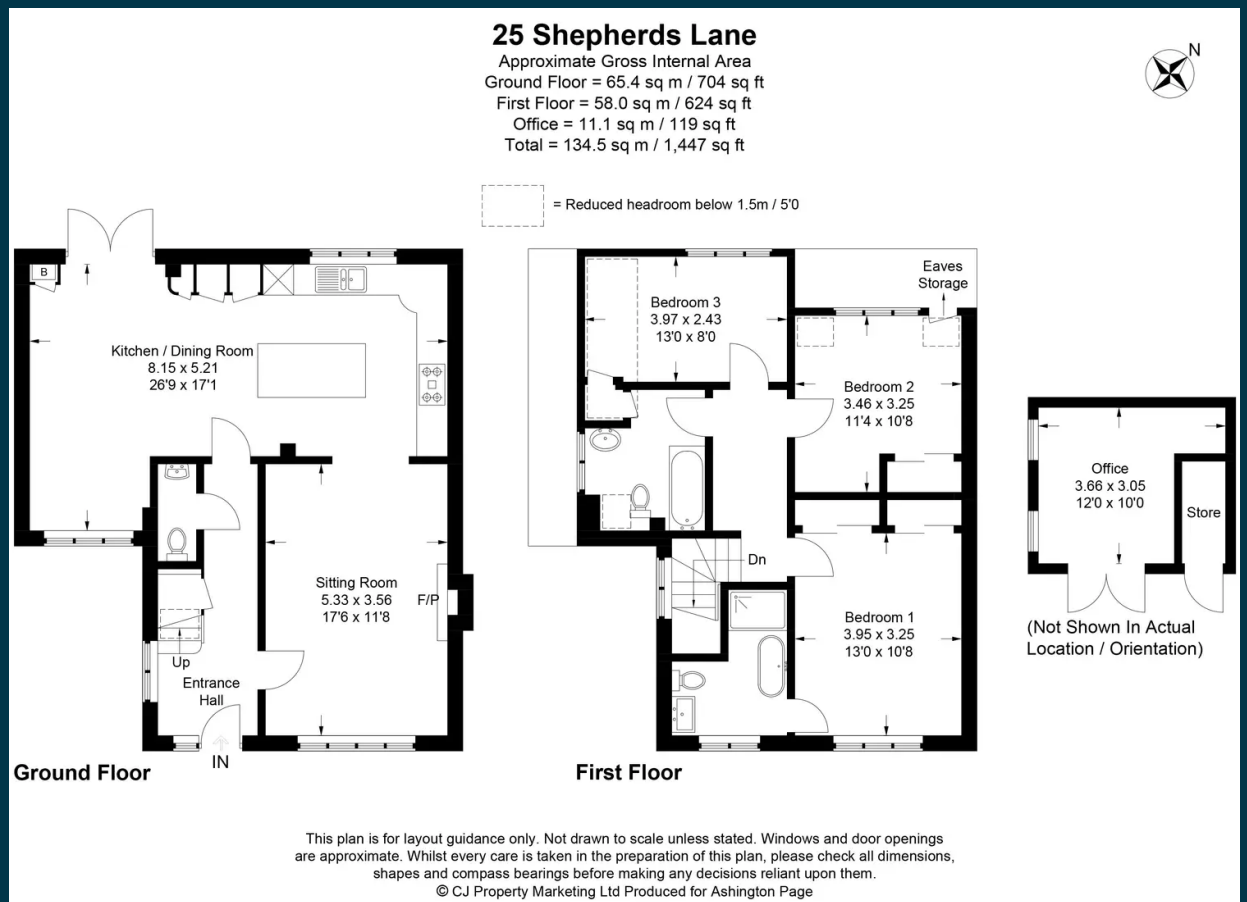 25 Shepherds Lane
Approximate Gross Internal Area
Ground Floor = 65.4 sq m / 704 sq ft
First Floor = 58.0 sq m / 624 sq ft
Office = 11.1 sq m / 119 sq ft
Total = 134.5 sq m / 1,447 sq ft
N
= Reduced headroom below 1.5m / 5'0
B
Kitchen / Dining Room
8.15 x 5.21
26'9 x 17'1
Sitting Room
5.33 x 3.56
17'6 x 11'8
F/P
Up
Entrance
Hall
IN
Ground Floor
Eaves
Storage
Bedroom 3
3.97 x 2.43
13'0 x 8'0
Bedroom 2
3.46 x 3.25
11'4 x 10'8
Dn
Bedroom 1
3.95 x 3.25
13'0 x 10'8
First Floor
Office
3.66 x 3.05
12'0 x 10'0
Store
(Not Shown In Actual
Location / Orientation)
This plan is for layout guidance only. Not drawn to scale unless stated. Windows and door openings
are approximate. Whilst every care is taken in the preparation of this plan, please check all dimensions,
shapes and compass bearings before making any decisions reliant upon them.
© CJ Property Marketing Ltd Produced for Ashington Page